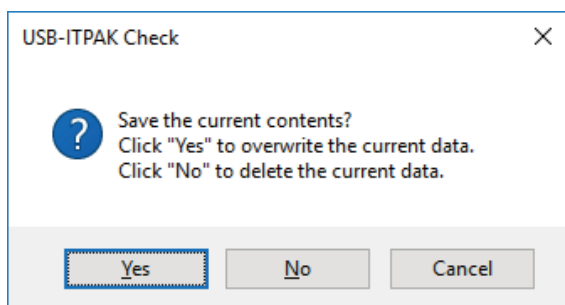 USB-ITPAK Check
Save the current contents?
Click "Yes" to overwrite the current data.
Click "No" to delete the current data.
Yes No Cancel